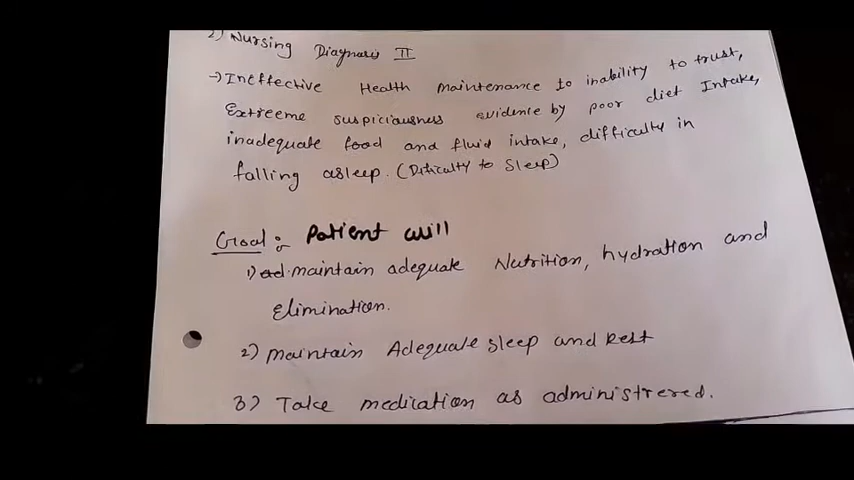 2) Nursing Diagnosis II
→ Ineffective Health maintenance to inability to trust,
Extreeme suspiciousness evidence by poor diet Intake,
inadequate food and fluid intake, difficulty in
falling asleep. (Difficulty to Sleep)
Goal :- Patient will
1) maintain adequate Nutrition, hydration and
Elimination.
2) maintain Adequate sleep and Rest
3) Take medication as administrered.